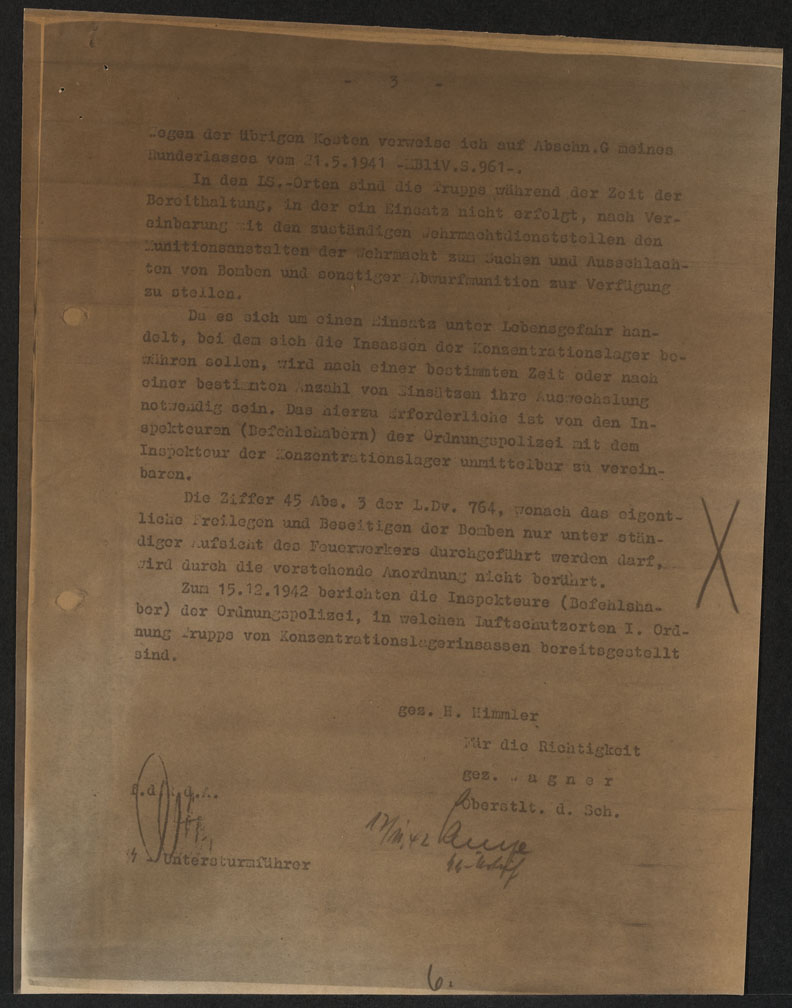 - 3 -
Wegen der übrigen Kosten verweise ich auf Abschn.G meines
Runderlasses vom 21.5.1941 -RMBliV.S.961-.
In den LS.-Orten sind die Trupps während der Zeit der
Bereithaltung, in der ein Einsatz nicht erfolgt, nach Ver-
einbarung mit den zuständigen Wehrmachtdienststellen den
Munitionsanstalten der Wehrmacht zum Suchen und Ausschlach-
ten von Bomben und sonstiger Abwurfmunition zur Verfügung
zu stellen.
Da es sich um einen Einsatz unter Lebensgefahr han-
delt, bei dem sich die Insassen der Konzentrationslager be-
währen sollen, wird nach einer bestimmten Zeit oder nach
einer bestimmten Anzahl von Einsätzen ihre Auswechslung
notwendig sein. Das hierzu Erforderliche ist von den In-
spekteuren (Befehlshabern) der Ordnungspolizei mit dem
Inspekteur der Konzentrationslager unmittelbar zu verein-
baren.
Die Ziffer 45 Abs. 3 der L.Dv. 764, wonach das eigent-
liche Freilegen und Beseitigen der Bomben nur unter stän-
diger Aufsicht des Feuerwerkers durchgeführt werden darf,
wird durch die vorstehende Anordnung nicht berührt.
Zum 15.12.1942 berichten die Inspekteure (Befehlsha-
ber) der Ordnungspolizei, in welchen Luftschutzorten I. Ord-
nung Trupps von Konzentrationslagerinsassen bereitgestellt
sind.
gez. H. Himmler
Für die Richtigkeit
gez. Wagner
Oberstlt. d. Sch.
F.d.R.d.A.
Untersturmführer
6.